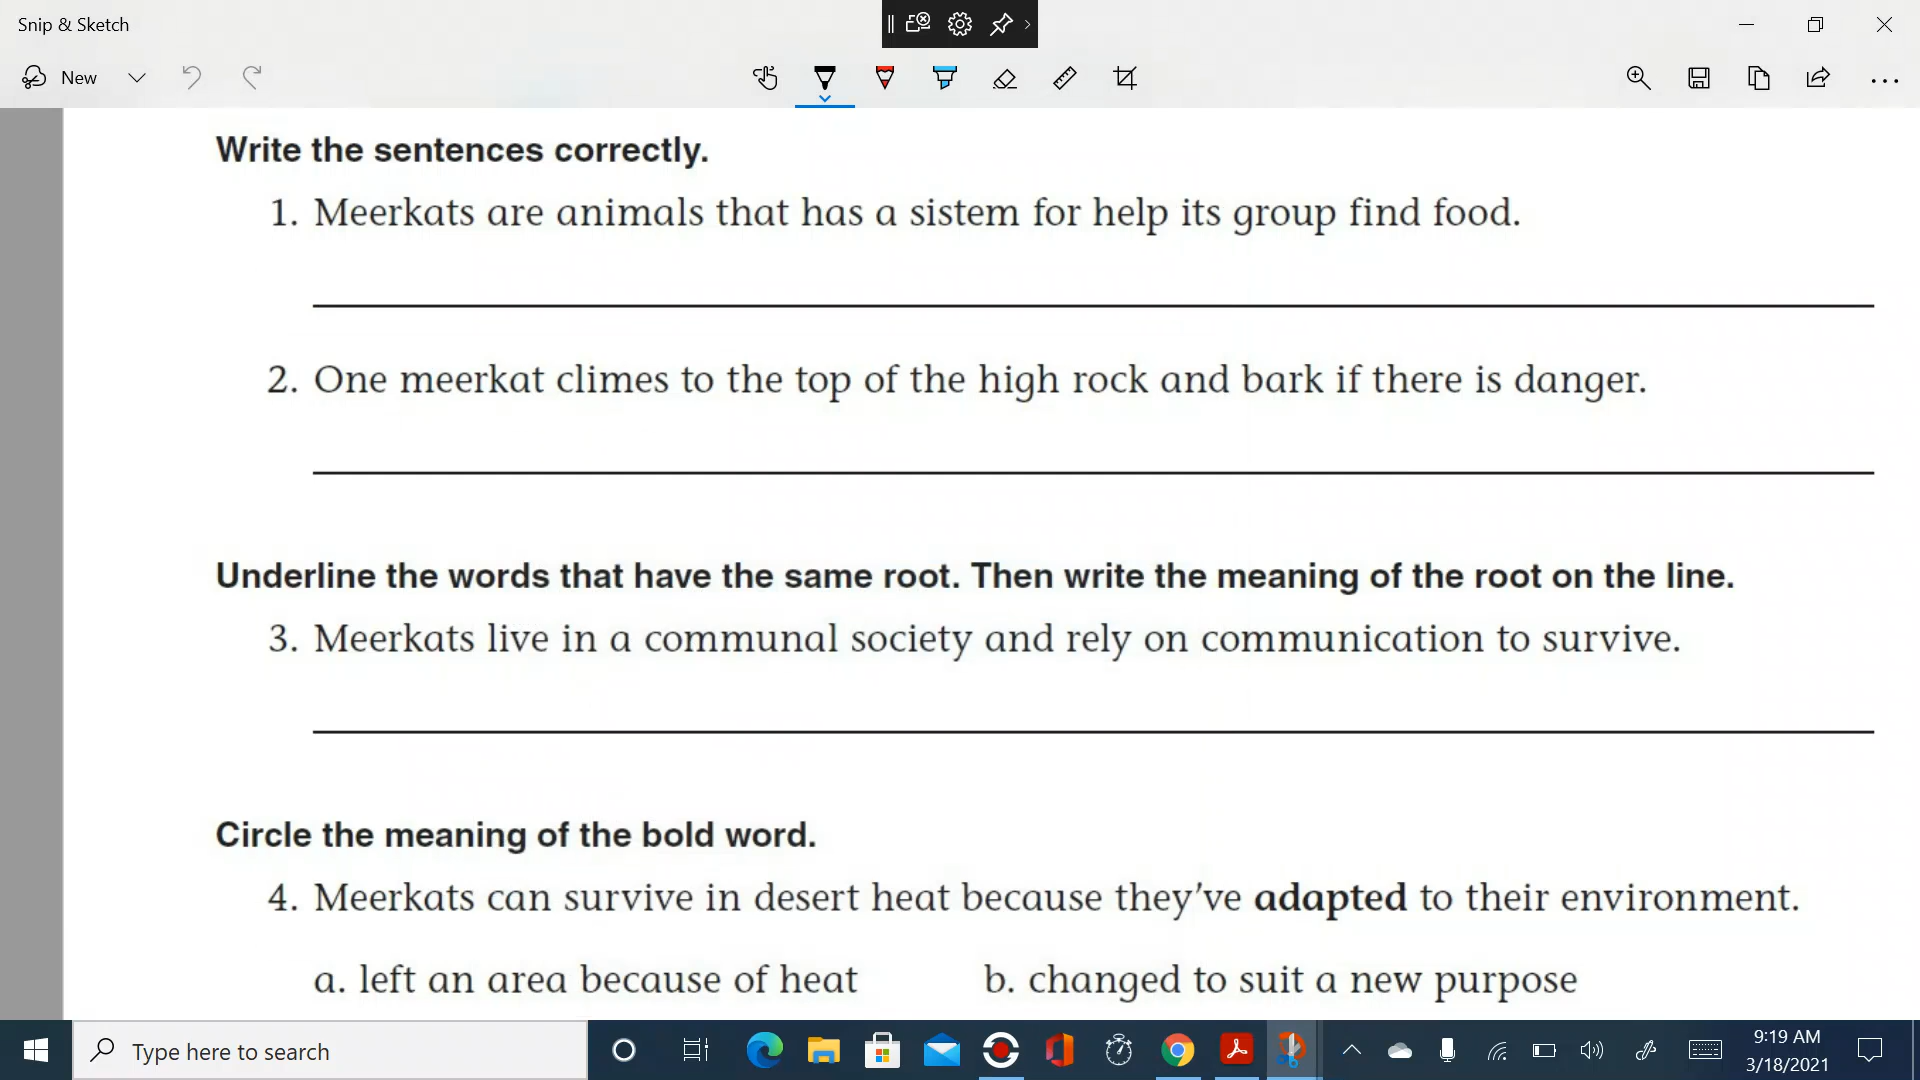 Snip & Sketch
New
Write the sentences correctly.
1. Meerkats are animals that has a sistem for help its group find food.
2. One meerkat climes to the top of the high rock and bark if there is danger.
Underline the words that have the same root. Then write the meaning of the root on the line.
3. Meerkats live in a communal society and rely on communication to survive.
Circle the meaning of the bold word.
4. Meerkats can survive in desert heat because they've adapted to their environment.
a. left an area because of heat b. changed to suit a new purpose
Type here to search
9:19 AM
3/18/2021